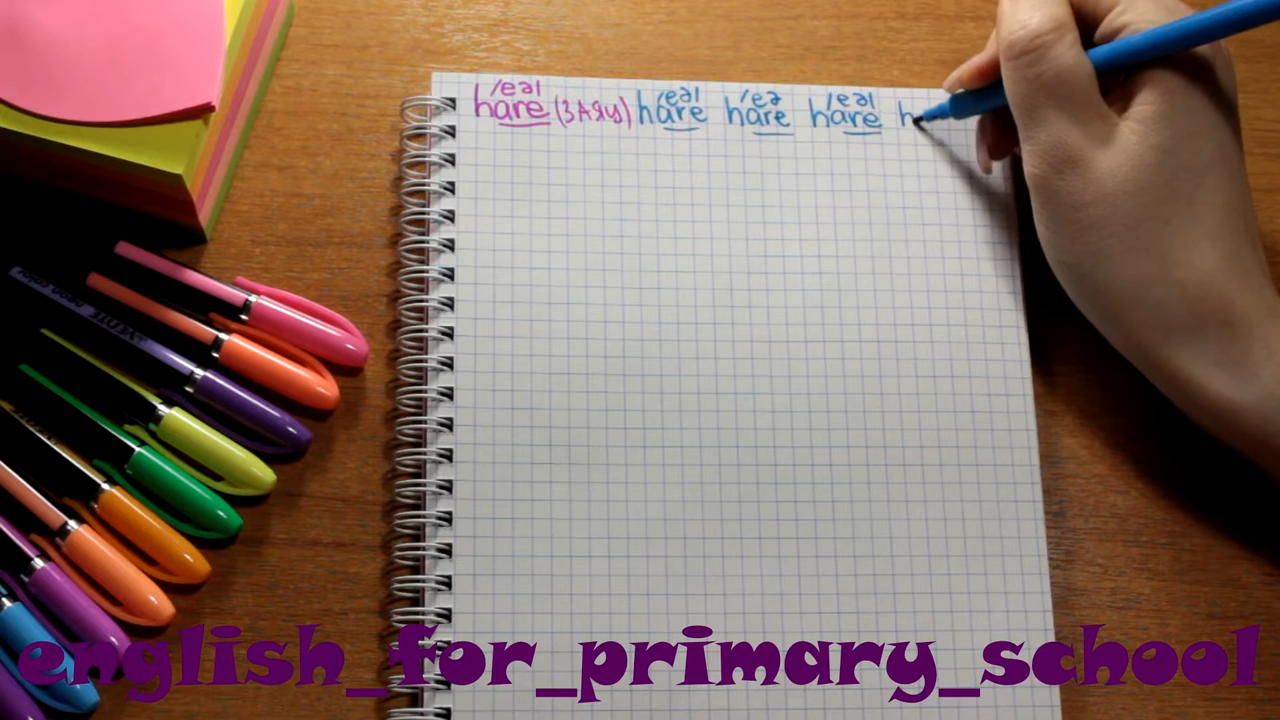 /eə/ /eə/ /eə /eə/
hare (заяц) hare hare hare h
english_for_primary_school